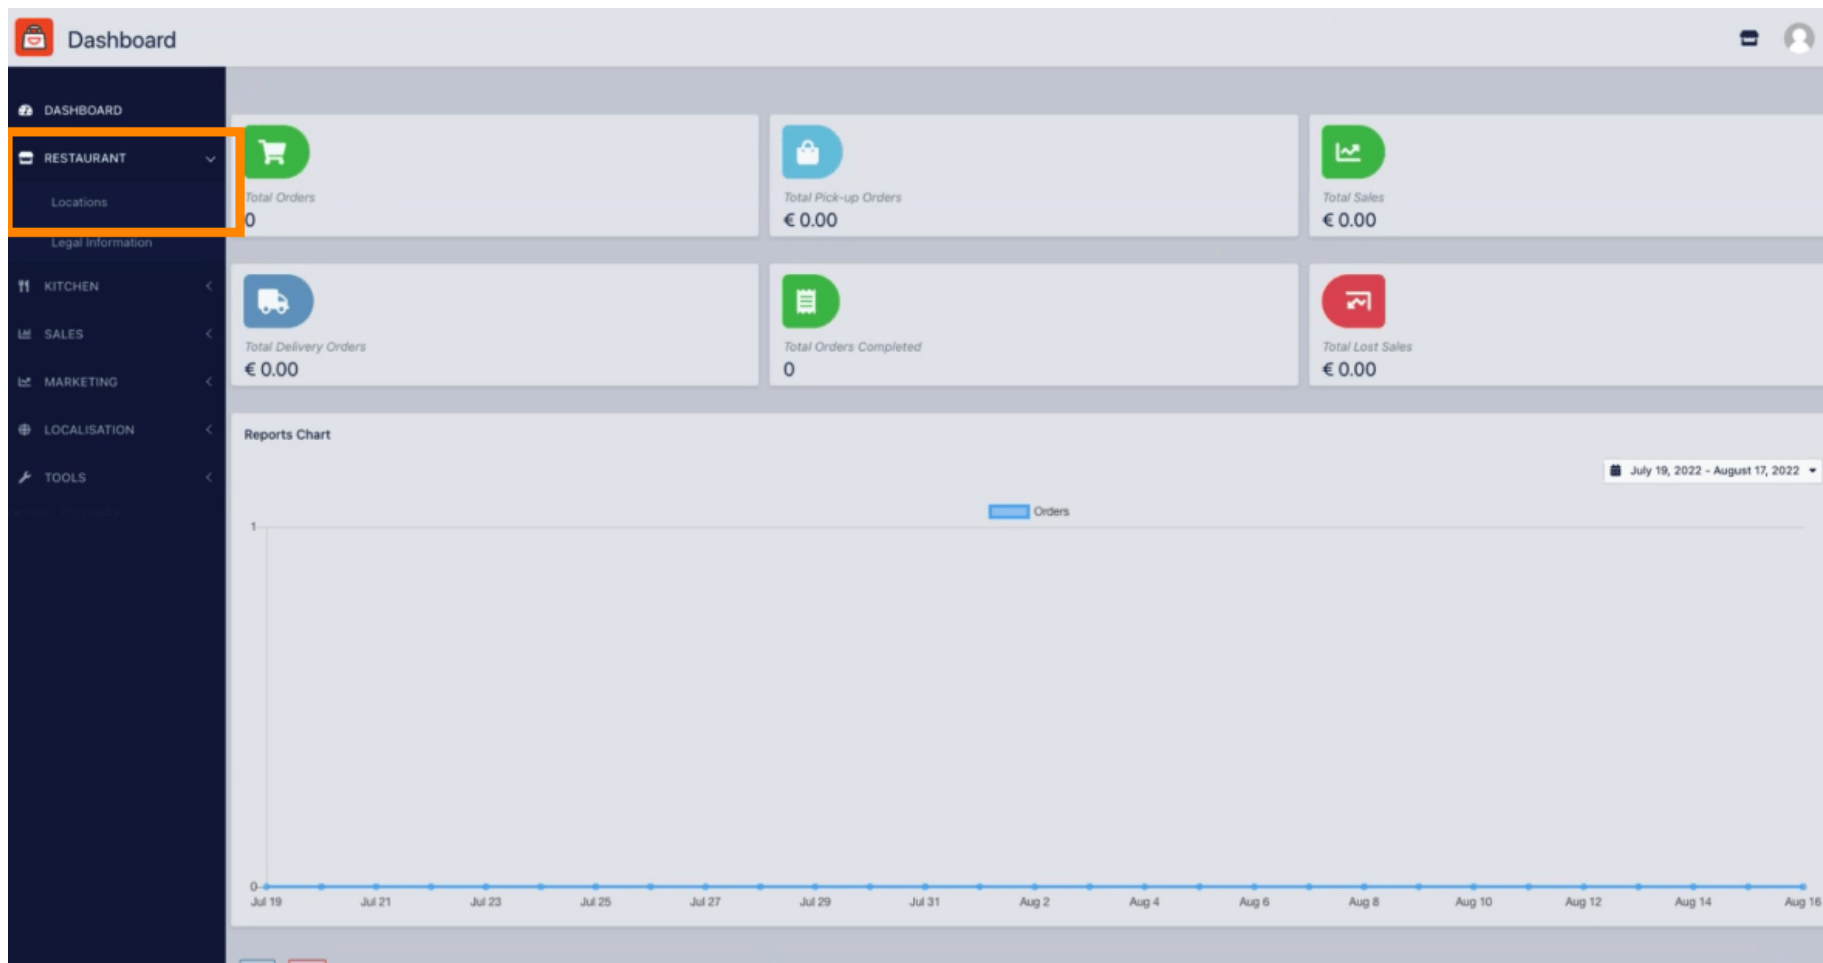 Dashboard
DASHBOARD
RESTAURANT
Locations
Legal Information
KITCHEN
SALES
MARKETING
LOCALISATION
TOOLS
Total Orders
0
Total Pick-up Orders
€ 0.00
Total Sales
€ 0.00
Total Delivery Orders
€ 0.00
Total Orders Completed
0
Total Lost Sales
€ 0.00
Reports Chart
July 19, 2022 - August 17, 2022
Orders
1
0
Jul 19 Jul 21 Jul 23 Jul 25 Jul 27 Jul 29 Jul 31 Aug 2 Aug 4 Aug 6 Aug 8 Aug 10 Aug 12 Aug 14 Aug 16